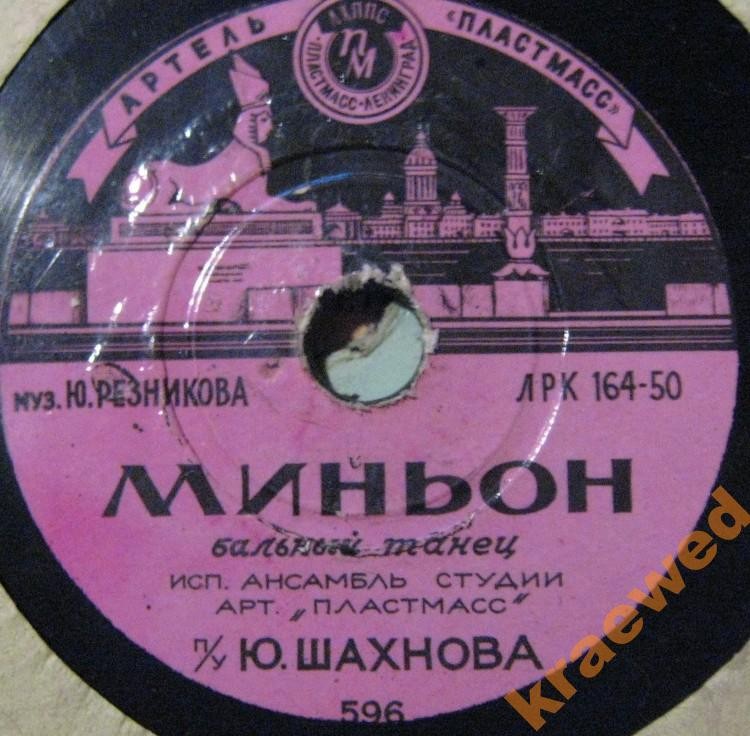 АРТЕЛЬ «ПЛАСТМАСС»
ПМ
ПЛАСТМАСС-ЛЕНИНГРАД
МУЗ. Ю. РЕЗНИКОВА
ЛРК 164-50
МИНЬОН
бальный танец
ИСП. АНСАМБЛЬ СТУДИИ
АРТ. „ПЛАСТМАСС"
П/У Ю. ШАХНОВА
596
kraewed